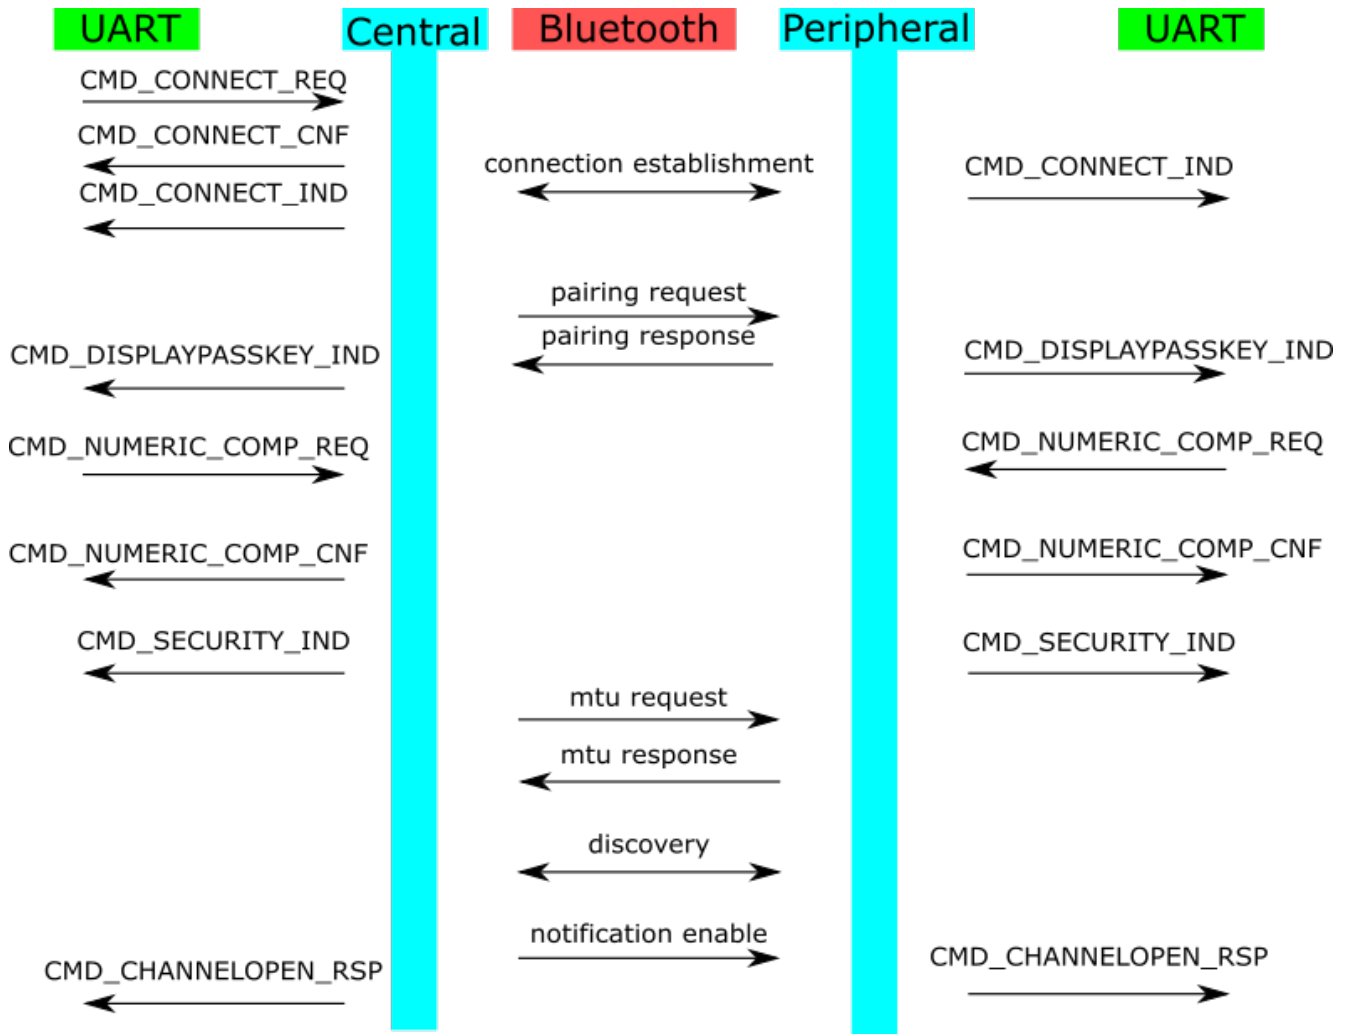 UART
Central
Bluetooth
Peripheral
UART
CMD_CONNECT_REQ
CMD_CONNECT_CNF
connection establishment
CMD_CONNECT_IND
CMD_CONNECT_IND
pairing request
pairing response
CMD_DISPLAYPASSKEY_IND
CMD_DISPLAYPASSKEY_IND
CMD_NUMERIC_COMP_REQ
CMD_NUMERIC_COMP_REQ
CMD_NUMERIC_COMP_CNF
CMD_NUMERIC_COMP_CNF
CMD_SECURITY_IND
CMD_SECURITY_IND
mtu request
mtu response
discovery
notification enable
CMD_CHANNELOPEN_RSP
CMD_CHANNELOPEN_RSP